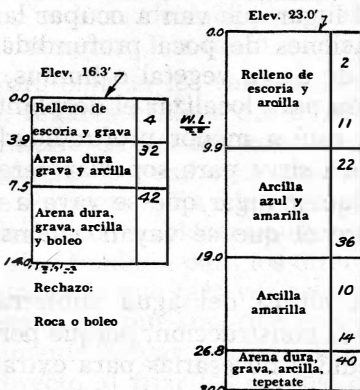 Elev. 16.3'
0.0
Relleno de
escoria y grava
4
3.9
Arena dura
grava y arcilla
32
7.5
Arena dura,
grava, arcilla
y boleo
42
14.0
Rechazo:
Roca o boleo
W.L.
Elev. 23.0'
0.0
Relleno de
escoria y
arcilla
2
11
9.9
Arcilla
azul y
amarilla
22
36
19.0
Arcilla
amarilla
10
14
26.8
Arena dura,
grava, arcilla,
tepetate
40